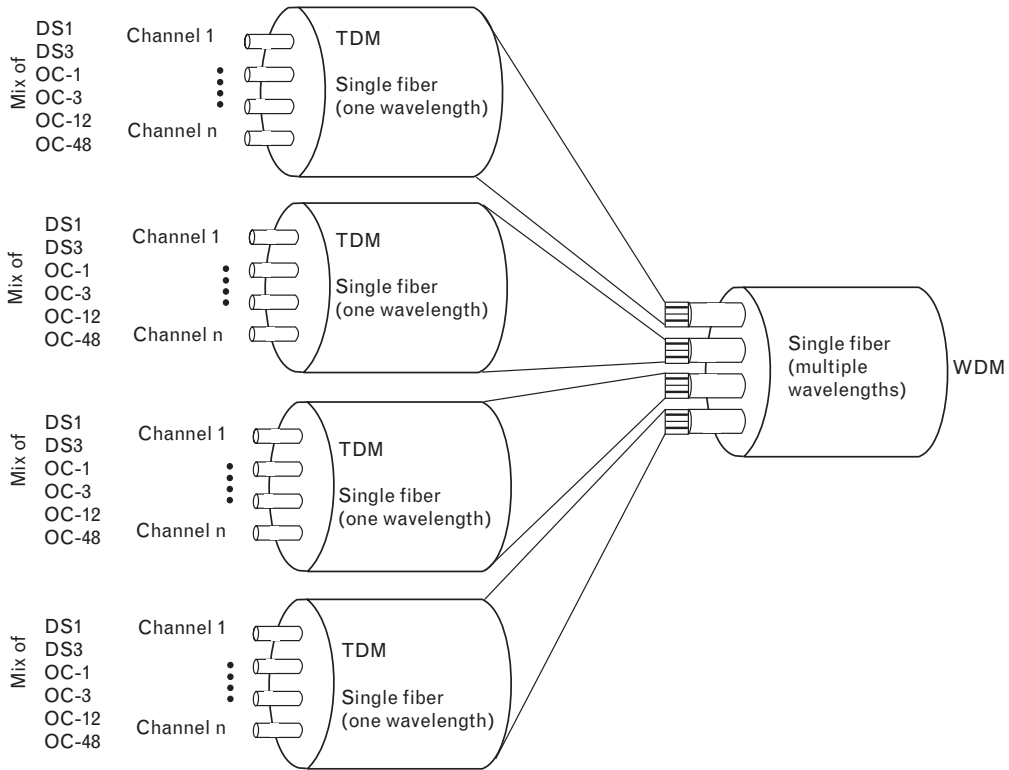 Mix of
DS1
DS3
OC-1
OC-3
OC-12
OC-48
Channel 1
Channel n
TDM
Single fiber
(one wavelength)
Mix of
DS1
DS3
OC-1
OC-3
OC-12
OC-48
Channel 1
Channel n
TDM
Single fiber
(one wavelength)
Mix of
DS1
DS3
OC-1
OC-3
OC-12
OC-48
Channel 1
Channel n
TDM
Single fiber
(one wavelength)
Mix of
DS1
DS3
OC-1
OC-3
OC-12
OC-48
Channel 1
Channel n
TDM
Single fiber
(one wavelength)
Single fiber
(multiple
wavelengths)
WDM